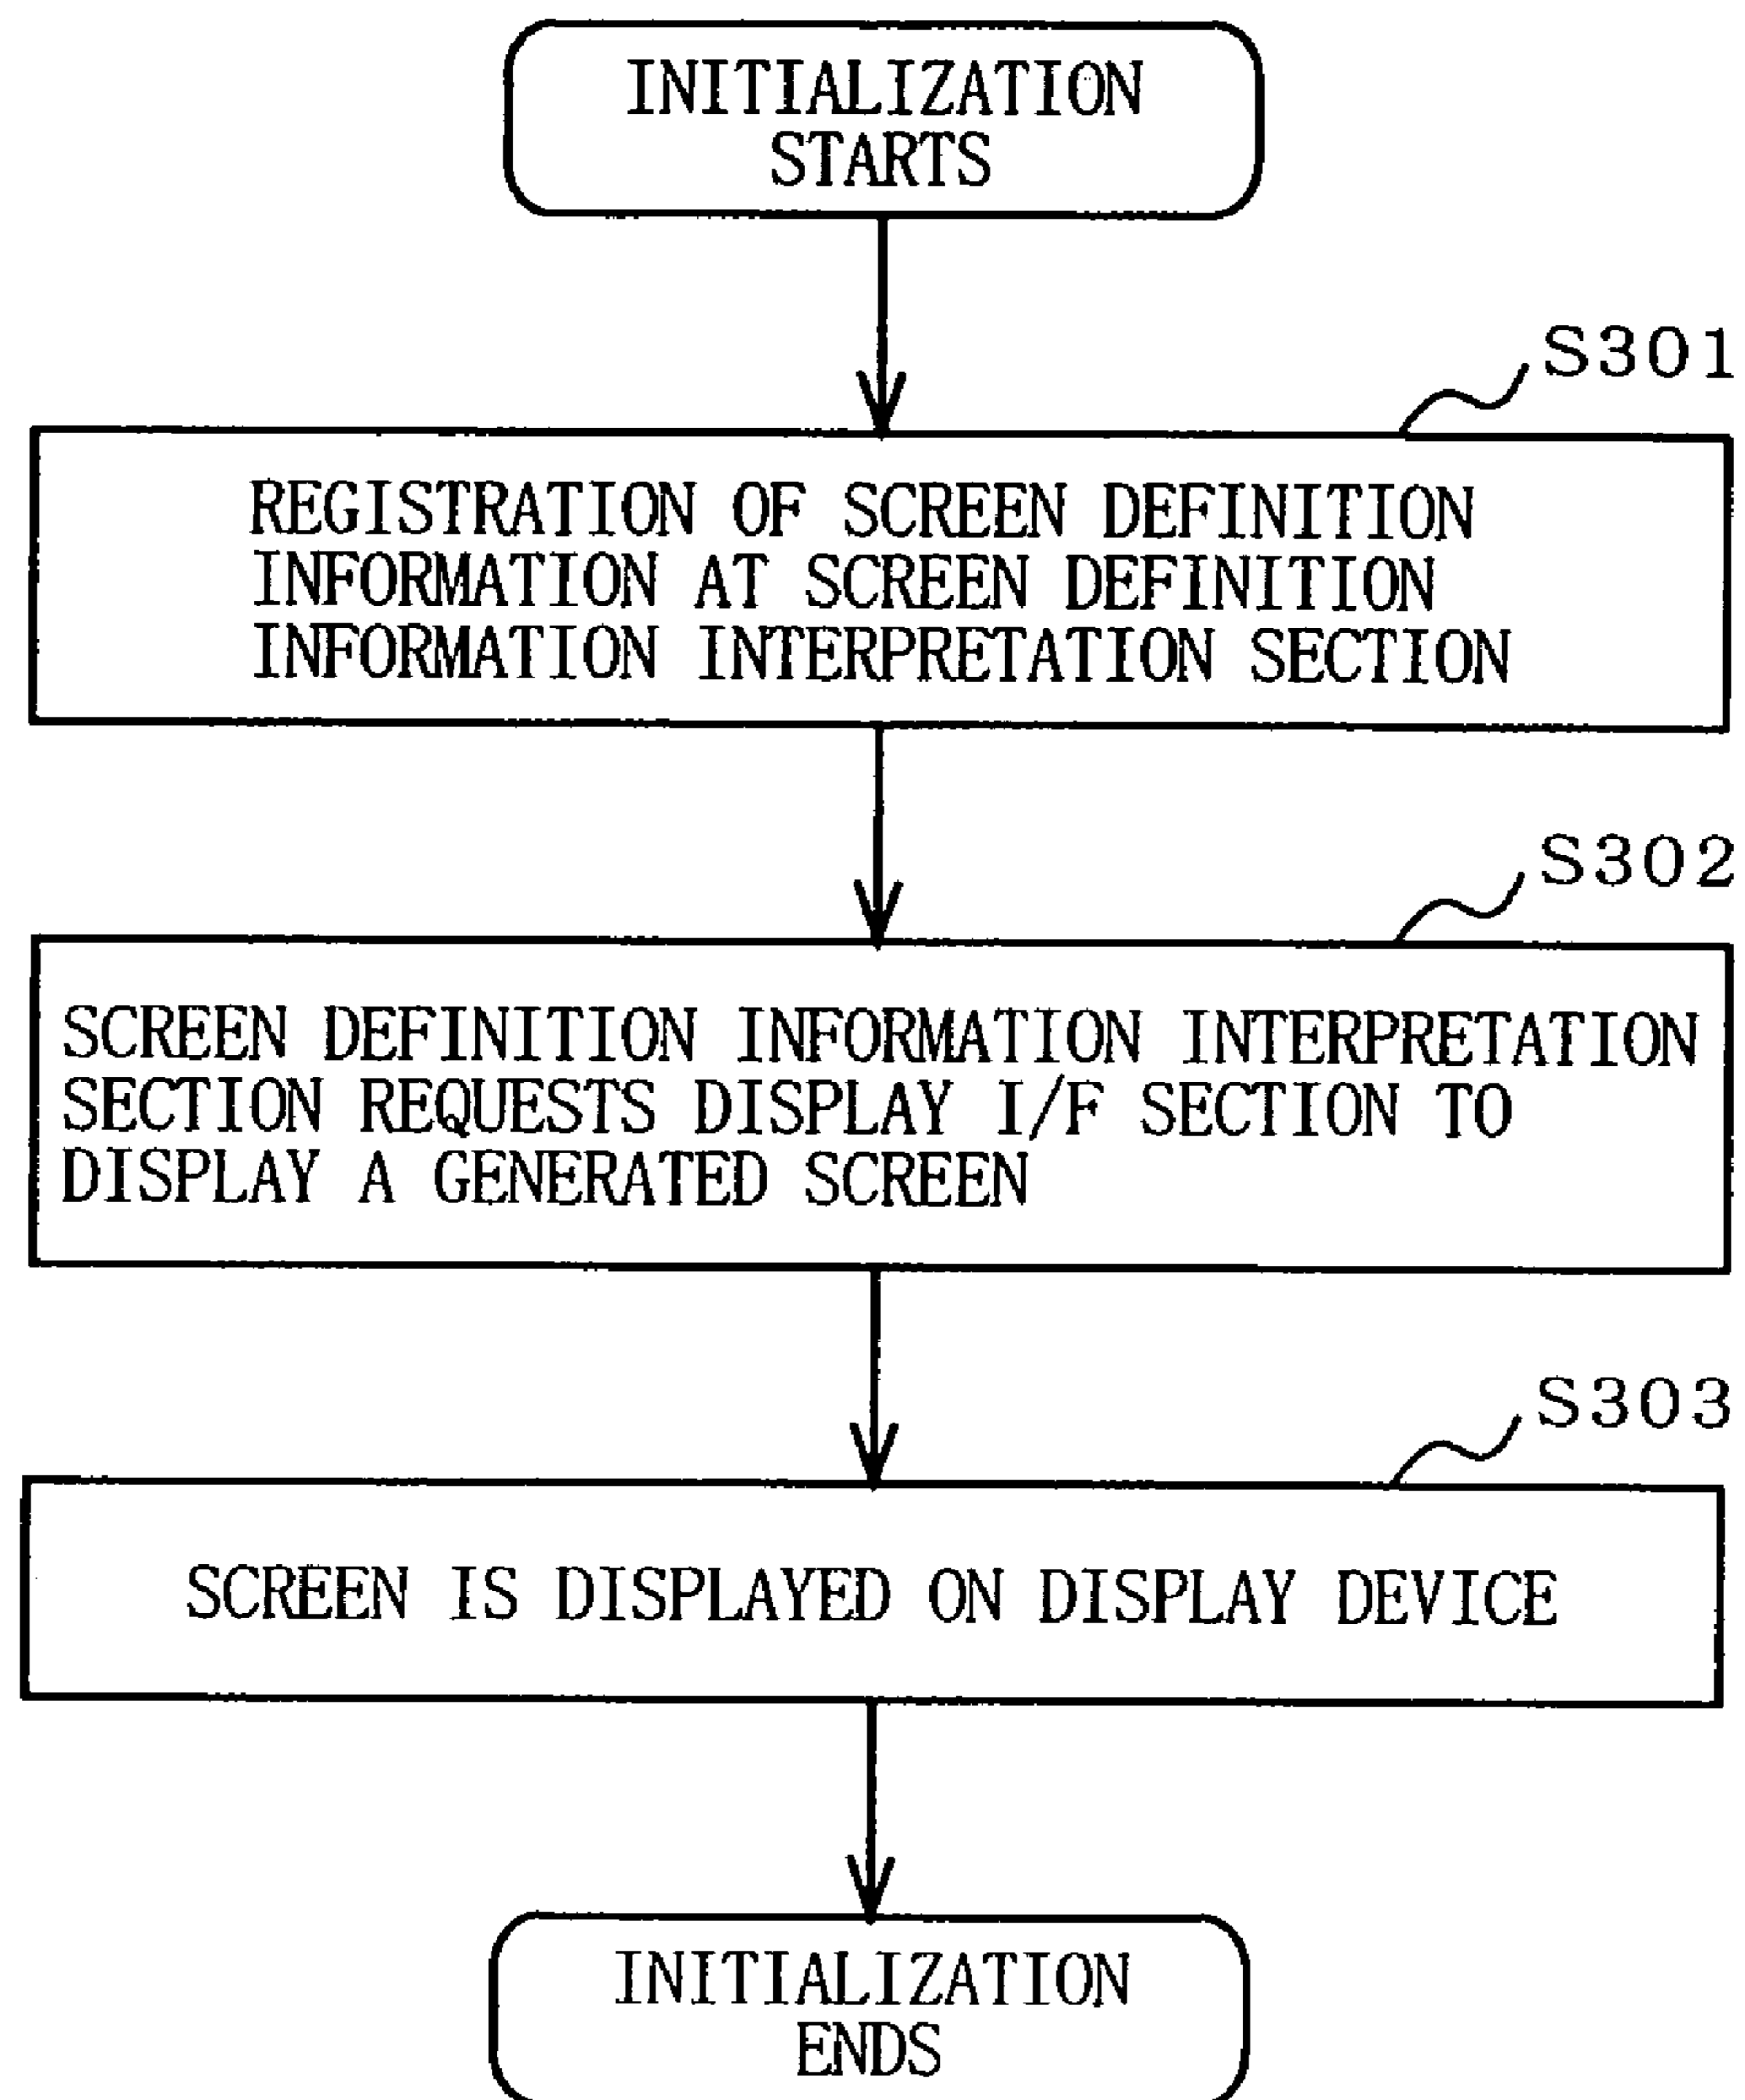 INITIALIZATION
STARTS
S301
REGISTRATION OF SCREEN DEFINITION
INFORMATION AT SCREEN DEFINITION
INFORMATION INTERPRETATION SECTION
S302
SCREEN DEFINITION INFORMATION INTERPRETATION
SECTION REQUESTS DISPLAY I/F SECTION TO
DISPLAY A GENERATED SCREEN
S303
SCREEN IS DISPLAYED ON DISPLAY DEVICE
INITIALIZATION
ENDS